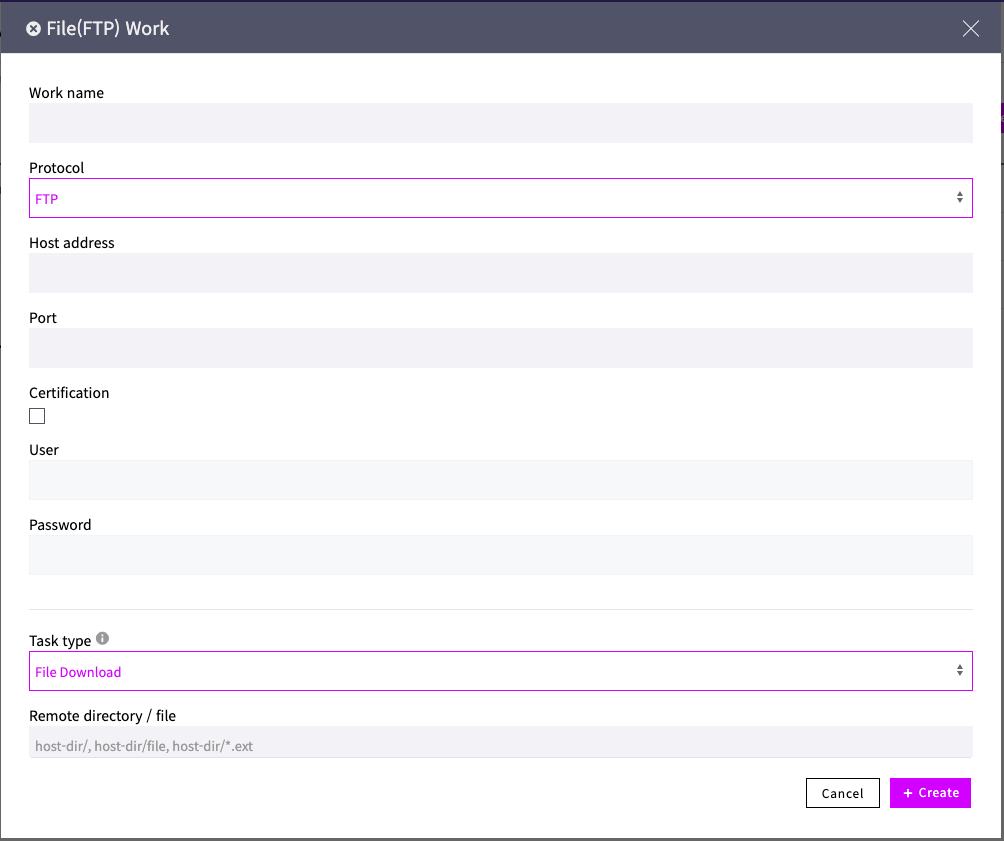 File(FTP) Work
Work name
Protocol
FTP
Host address
Port
Certification
User
Password
Task type
File Download
Remote directory / file
host-dir/, host-dir/file, host-dir/*.ext
Cancel
+ Create